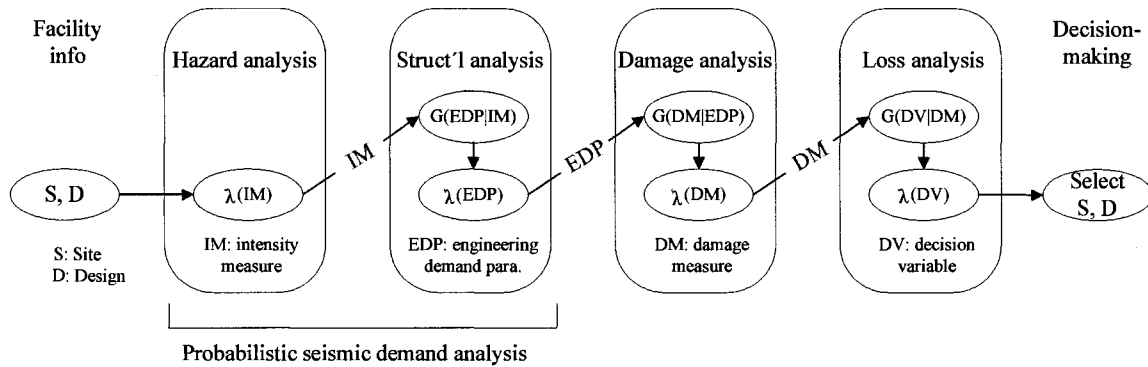 Facility
info
Hazard analysis
Struct´l analysis
Damage analysis
Loss analysis
Decision-
making
G(EDP|IM)
G(DM|EDP)
G(DV|DM)
IM
EDP
DM
S, D
λ(IM)
λ(EDP)
λ(DM)
λ(DV)
Select
S, D
S: Site
D: Design
IM: intensity
measure
EDP: engineering
demand para.
DM: damage
measure
DV: decision
variable
Probabilistic seismic demand analysis